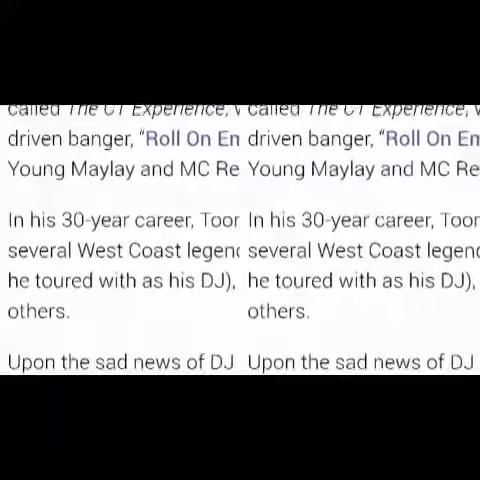 called The CT Experience, called The CT Experience,
driven banger, “Roll On En driven banger, “Roll On En
Young Maylay and MC Re Young Maylay and MC Re
In his 30-year career, Toor In his 30-year career, Toor
several West Coast legend several West Coast legend
he toured with as his DJ), he toured with as his DJ),
others. others.
Upon the sad news of DJ Upon the sad news of DJ